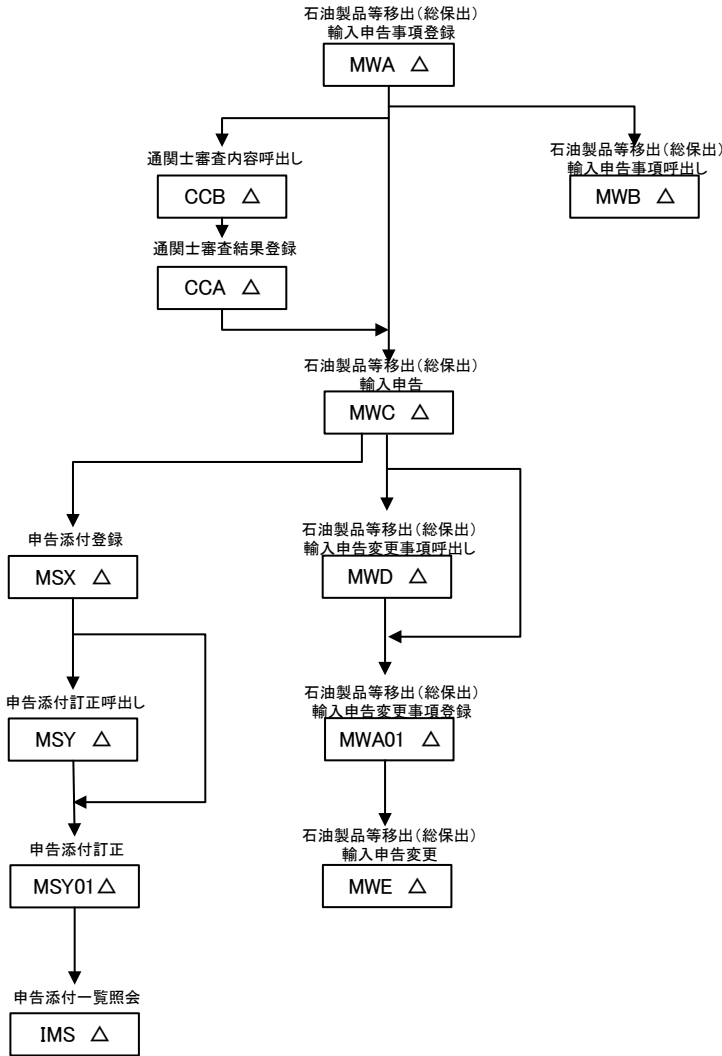 石油製品等移出（総保出）
輸入申告事項登録
MWA △
通関士審査内容呼出し
CCB △
石油製品等移出（総保出）
輸入申告事項呼出し
MWB △
通関士審査結果登録
CCA △
石油製品等移出（総保出）
輸入申告
MWC △
申告添付登録
MSX △
石油製品等移出（総保出）
輸入申告変更事項呼出し
MWD △
申告添付訂正呼出し
MSY △
石油製品等移出（総保出）
輸入申告変更事項登録
MWA01 △
申告添付訂正
MSY01△
石油製品等移出（総保出）
輸入申告変更
MWE △
申告添付一覧照会
IMS △